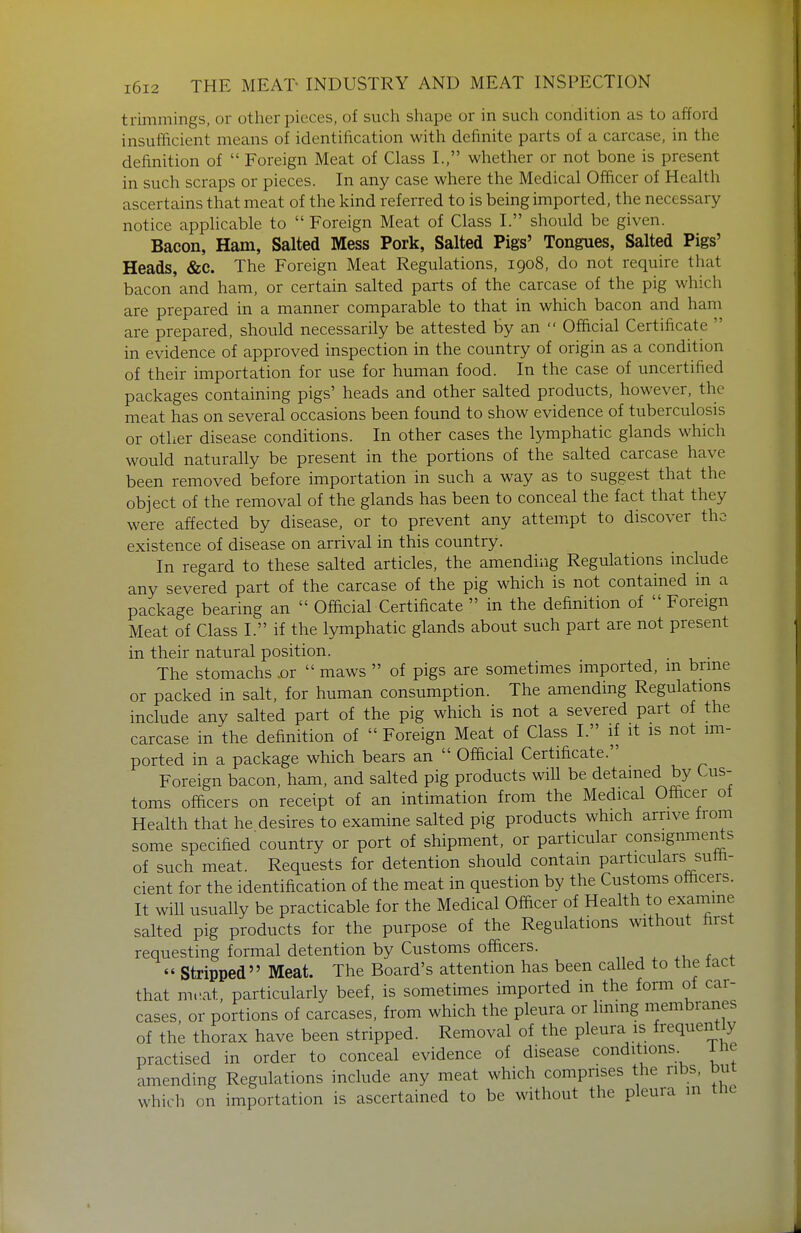 1612 THE MEAT INDUSTRY AND MEAT INSPECTION
trimmings, or other pieces, of such shape or in such condition as to afford
insufficient means of identification with definite parts of a carcase, in the
definition of “ Foreign Meat of Class I.,” whether or not bone is present
in such scraps or pieces. In any case where the Medical Officer of Health
ascertains that meat of the kind referred to is being imported, the necessary
notice applicable to “ Foreign Meat of Class I.” should be given.
Bacon, Ham, Salted Mess Pork, Salted Pigs’ Tongues, Salted Pigs’
Heads, &c. The Foreign Meat Regulations, 1908, do not require that
bacon and ham, or certain salted parts of the carcase of the pig which
are prepared in a manner comparable to that in which bacon and ham
are prepared, should necessarily be attested by an “ Official Certificate ”
in evidence of approved inspection in the country of origin as a condition
of their importation for use for human food. In the case of uncertified
packages containing pigs’ heads and other salted products, however, the
meat has on several occasions been found to show evidence of tuberculosis
or other disease conditions. In other cases the lymphatic glands which
would naturally be present in the portions of the salted carcase have
been removed before importation in such a way as to suggest that the
object of the removal of the glands has been to conceal the fact that they
were affected by disease, or to prevent any attempt to discover the
existence of disease on arrival in this country.
In regard to these salted articles, the amending Regulations include
any severed part of the carcase of the pig which is not contained in a
package bearing an “ Official Certificate ” in the definition of “ Foreign
Meat of Class I.” if the lymphatic glands about such part are not present
in their natural position.
The stomachs or “ maws ” of pigs are sometimes imported, in brine
or packed in salt, for human consumption. The amending Regulations
include any salted part of the pig which is not a severed part of the
carcase in the definition of “ Foreign Meat of Class I.” if it is not im-
ported in a package which bears an “ Official Certificate.”
Foreign bacon, ham, and salted pig products will be detained by Cus-
toms officers on receipt of an intimation from the Medical Officer of
Health that he desires to examine salted pig products which arrive from
some specified country or port of shipment, or particular consignments
of such meat. Requests for detention should contain particulars suffi-
cient for the identification of the meat in question by the Customs officers.
It will usually be practicable for the Medical Officer of Health to examine
salted pig products for the purpose of the Regulations without first
requesting formal detention by Customs officers.
“ Stripped ” Meat. The Board’s attention has been called to the fact
that meat, particularly beef, is sometimes imported in the form of car-
cases, or portions of carcases, from which the pleura or lining membranes
of the thorax have been stripped. Removal of the pleura is frequently
practised in order to conceal evidence of disease conditions. The
amending Regulations include any meat which comprises the ribs, but
which on importation is ascertained to be without the pleura in the